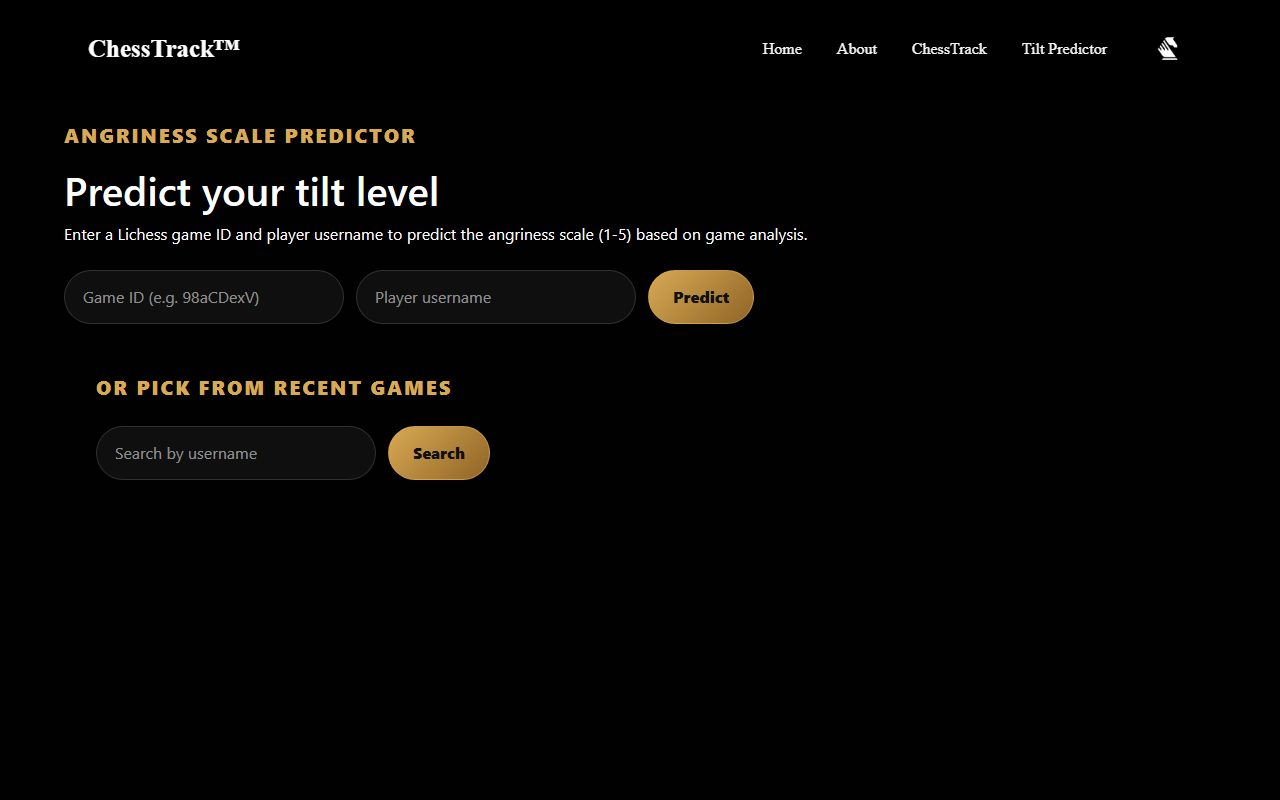 ChessTrack™
Home About ChessTrack Tilt Predictor
ANGRINESS SCALE PREDICTOR
Predict your tilt level
Enter a Lichess game ID and player username to predict the angriness scale (1-5) based on game analysis.
Game ID (e.g. 98aCDexV) Player username Predict
OR PICK FROM RECENT GAMES
Search by username Search